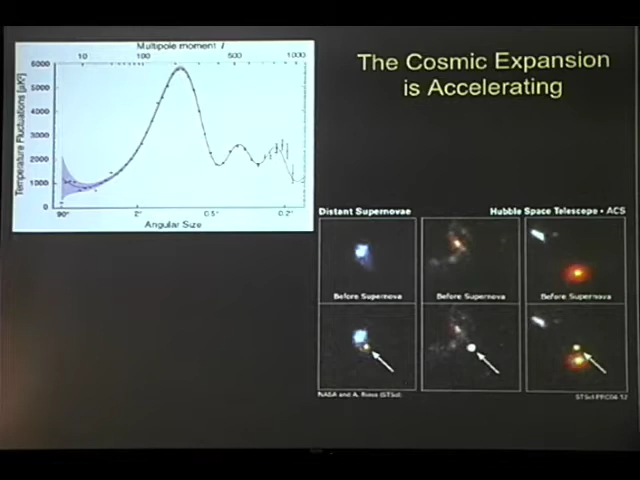 Multipole moment l
10 100 500 1000
Temperature Fluctuations [μK²]
6000
5000
4000
3000
2000
1000
0
90° 2° 0.5° 0.2°
Angular Size
The Cosmic Expansion
is Accelerating
Distant Supernovae Hubble Space Telescope • ACS
Before Supernova Before Supernova Before Supernova
NASA and A. Riess (STScI)
STScI-PRC04-12